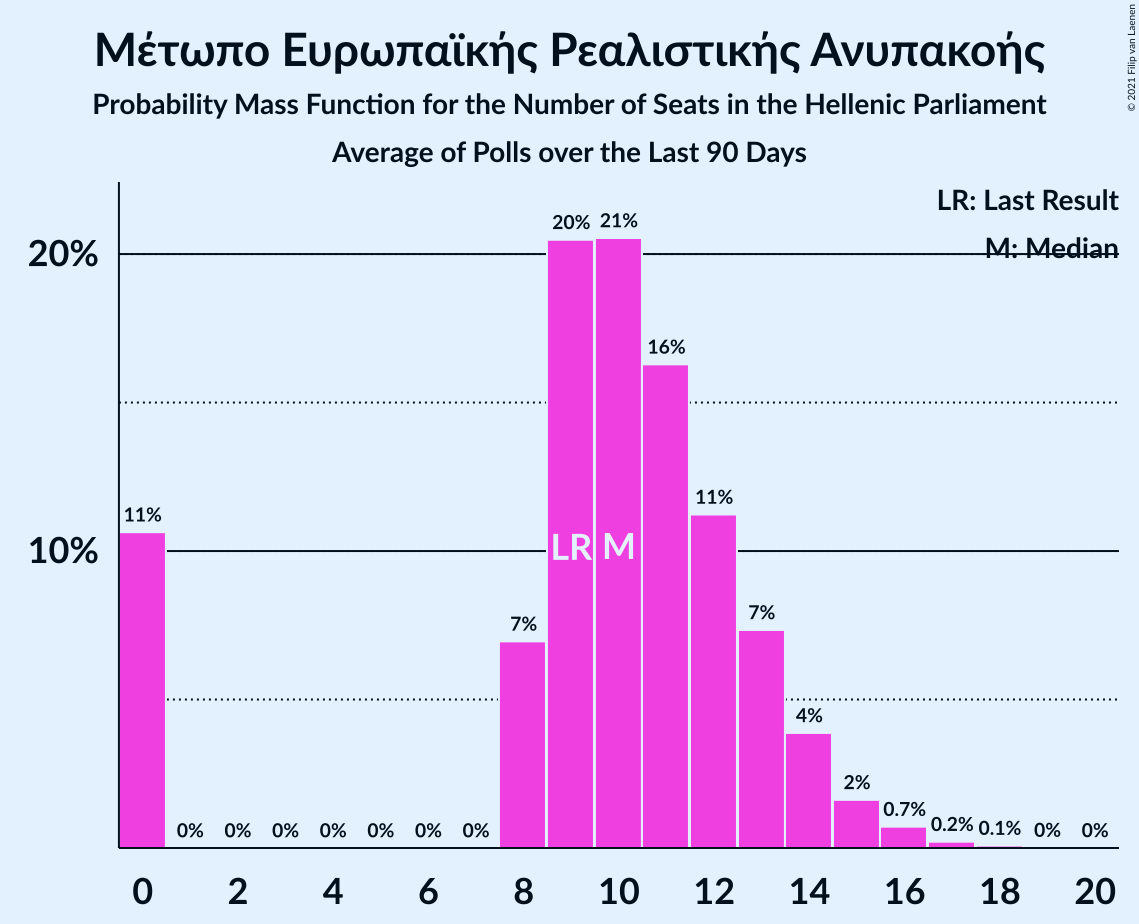 Μέτωπο Ευρωπαϊκής Ρεαλιστικής Ανυπακοής
Probability Mass Function for the Number of Seats in the Hellenic Parliament
Average of Polls over the Last 90 Days
© 2021 Filip van Laenen
LR: Last Result
M: Median
20%
10%
11%
0%
0%
0%
0%
0%
0%
0%
7%
20%
21%
16%
11%
7%
4%
2%
0.7%
0.2%
0.1%
0%
0%
LR
M
0 2 4 6 8 10 12 14 16 18 20